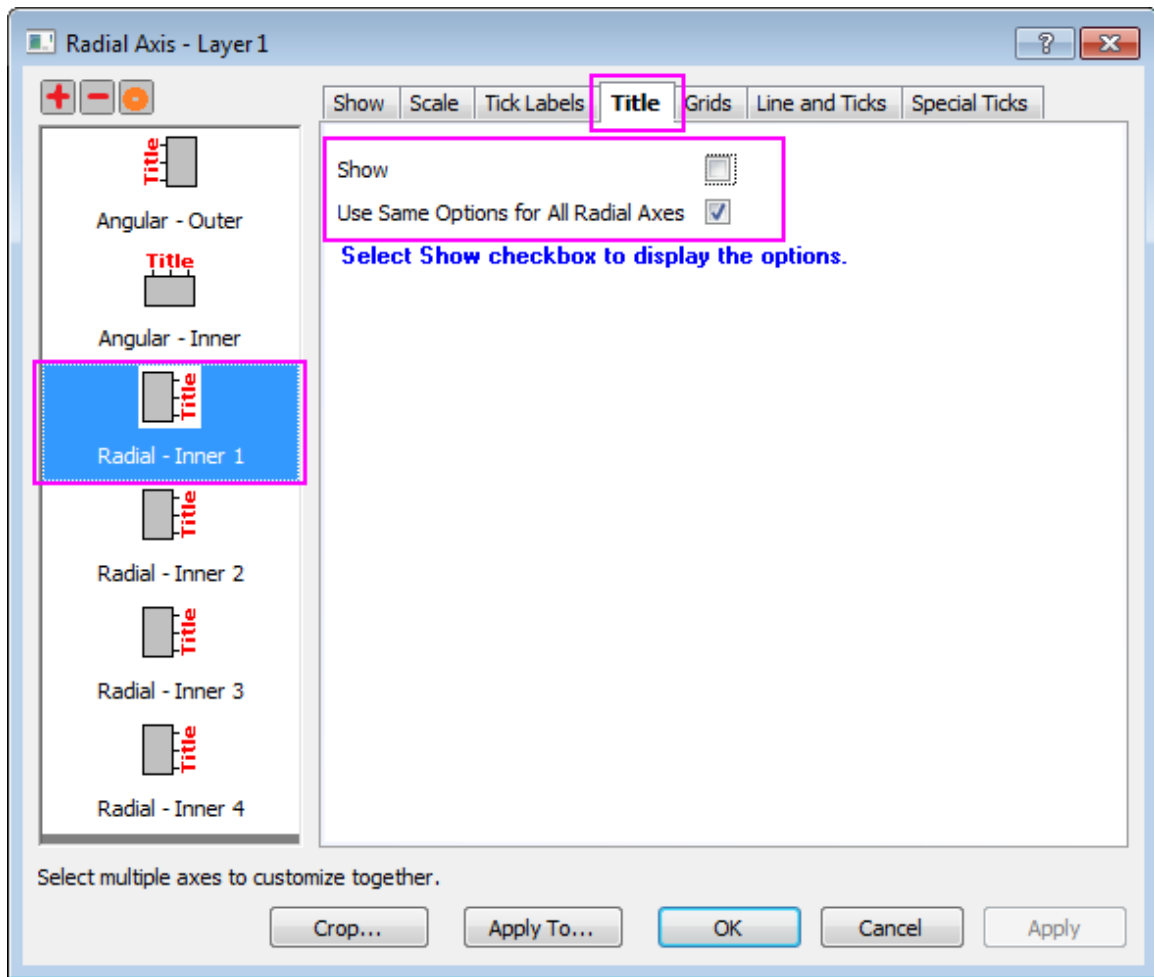 Radial Axis - Layer 1
Show Scale Tick Labels Title Grids Line and Ticks Special Ticks
Title
Angular - Outer
Title
Angular - Inner
Title
Radial - Inner 1
Title
Radial - Inner 2
Title
Radial - Inner 3
Title
Radial - Inner 4
Show
Use Same Options for All Radial Axes
Select Show checkbox to display the options.
Select multiple axes to customize together.
Crop... Apply To... OK Cancel Apply